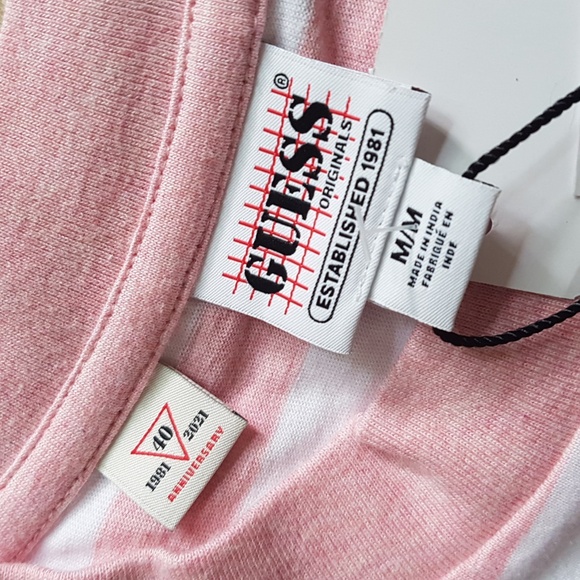 GUESS®
ORIGINALS
ESTABLISHED 1981
M/M
MADE IN INDIA
FABRIQUÉ EN
INDE
40
1981 2021
ANNIVERSARY